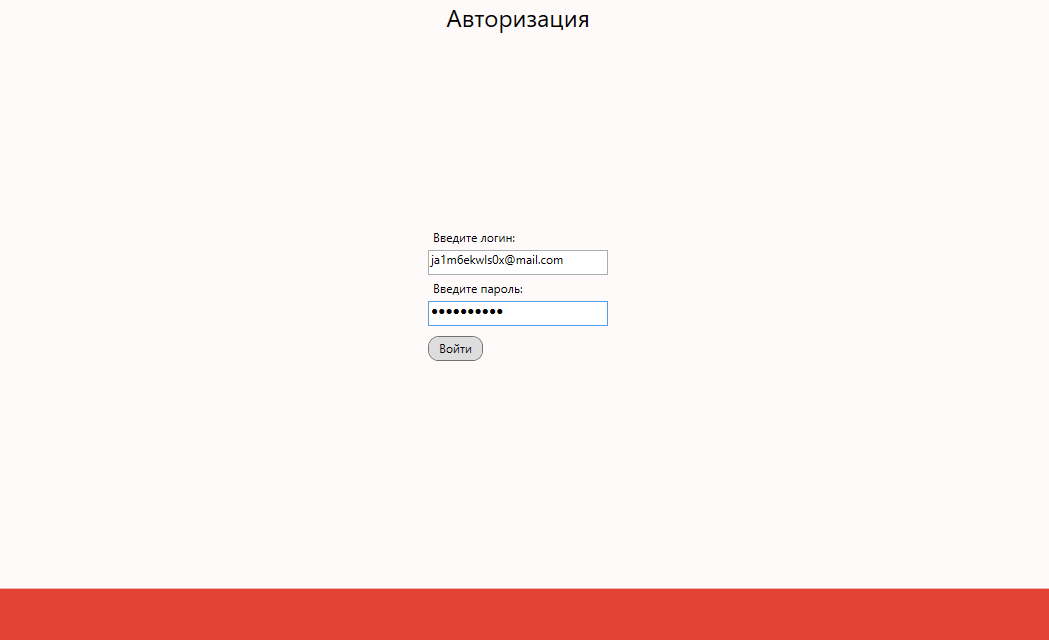 Авторизация
Введите логин:
ja1m6ekwls0x@mail.com
Введите пароль:
●●●●●●●●●●
Войти